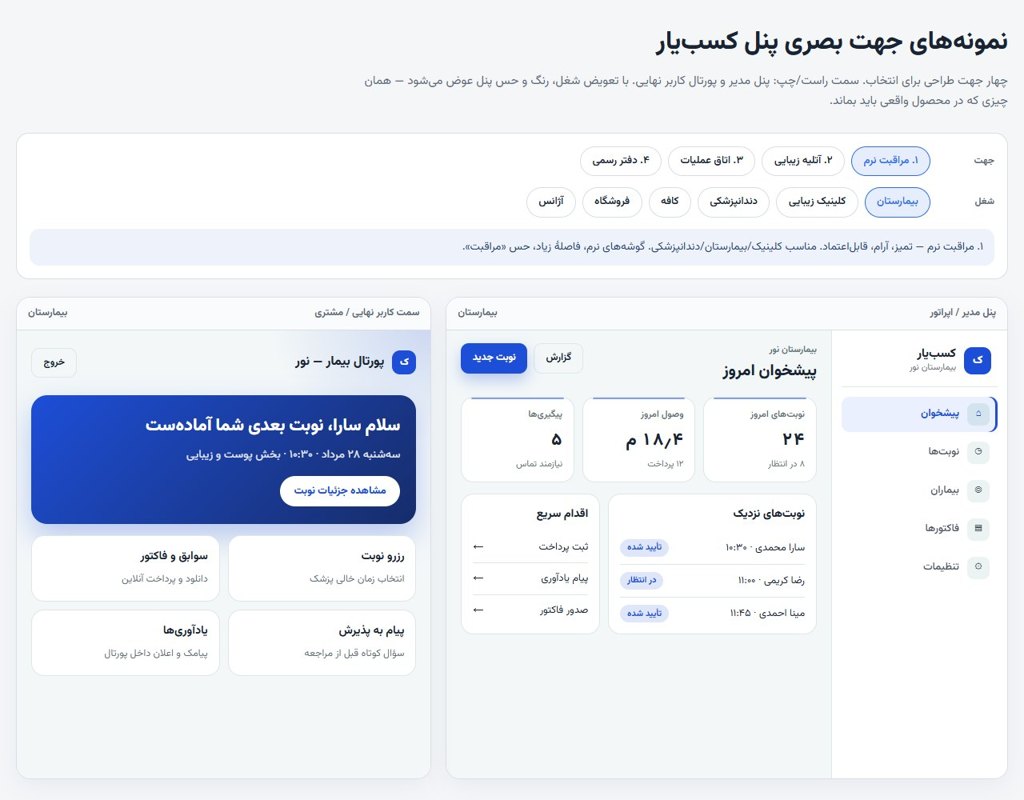 نمونه‌های جهت بصری پنل کسب‌یار
چهار جهت طراحی برای انتخاب. سمت راست/چپ: پنل مدیر و پورتال کاربر نهایی. با تعویض شغل، رنگ و حس پنل عوض می‌شود — همان
چیزی که در محصول واقعی باید بماند.
جهت
۱. مراقبت نرم
۲. آتلیه زیبایی
۳. اتاق عملیات
۴. دفتر رسمی
شغل
بیمارستان
کلینیک زیبایی
دندانپزشکی
کافه
فروشگاه
آژانس
۱. مراقبت نرم — تمیز، آرام، قابل‌اعتماد. مناسب کلینیک/بیمارستان/دندانپزشکی. گوشه‌های نرم، فاصلهٔ زیاد، حس «مراقبت».
پنل مدیر / اپراتور
بیمارستان
ک
کسب‌یار
بیمارستان نور
پیشخوان
نوبت‌ها
بیماران
فاکتورها
تنظیمات
بیمارستان نور
پیشخوان امروز
گزارش
نوبت جدید
نوبت‌های امروز
۲۴
۸ در انتظار
وصول امروز
۱۸٫۴ م
۱۲ پرداخت
پیگیری‌ها
۵
نیازمند تماس
نوبت‌های نزدیک
سارا محمدی · ۱۰:۳۰
تأیید شده
رضا کریمی · ۱۱:۰۰
در انتظار
مینا احمدی · ۱۱:۴۵
تأیید شده
اقدام سریع
ثبت پرداخت ←
پیام یادآوری ←
صدور فاکتور ←
سمت کاربر نهایی / مشتری
بیمارستان
ک
پورتال بیمار — نور
خروج
سلام سارا، نوبت بعدی شما آماده‌ست
سه‌شنبه ۲۸ مرداد · ۱۰:۳۰ · بخش پوست و زیبایی
مشاهده جزئیات نوبت
رزرو نوبت
انتخاب زمان خالی پزشک
سوابق و فاکتور
دانلود و پرداخت آنلاین
پیام به پذیرش
سؤال کوتاه قبل از مراجعه
یادآوری‌ها
پیامک و اعلان داخل پورتال